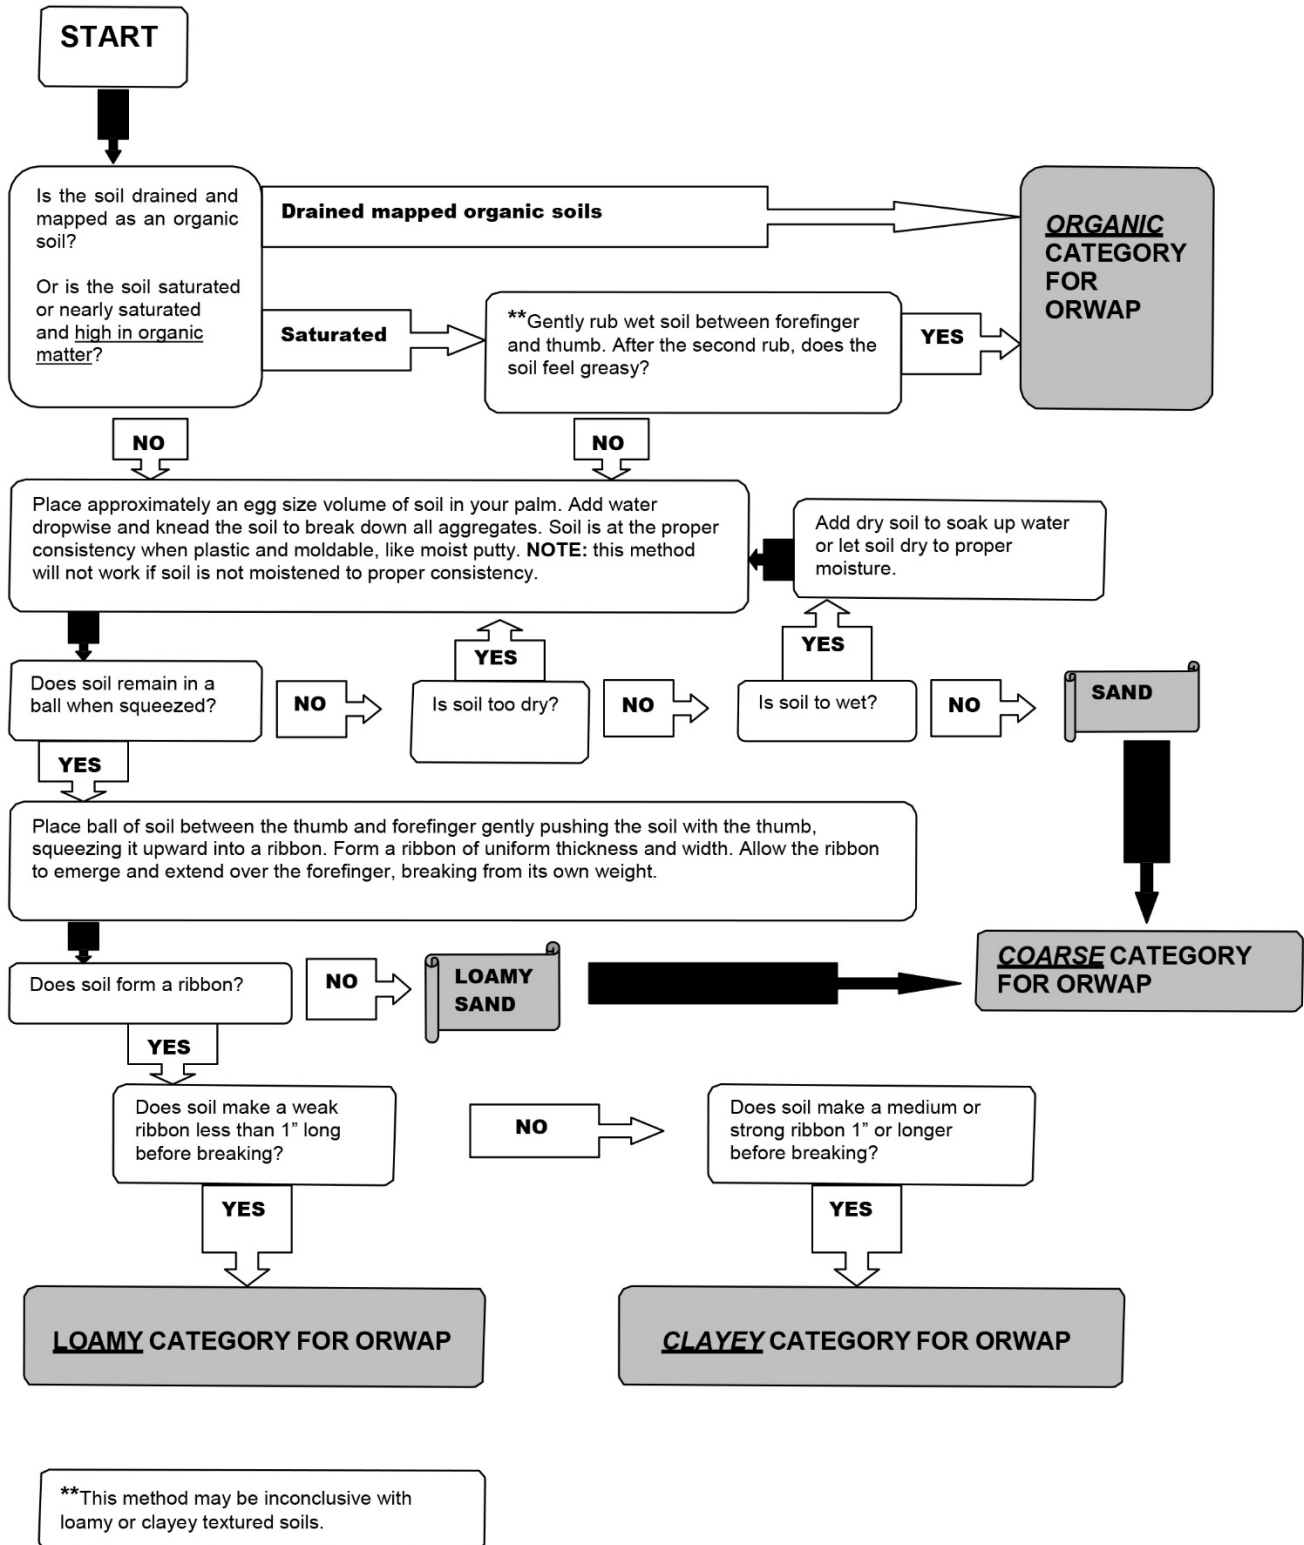 START
Is the soil drained and
mapped as an organic
soil?
Or is the soil saturated
or nearly saturated
and high in organic
matter?
Drained mapped organic soils
ORGANIC
CATEGORY
FOR
ORWAP
Saturated
**Gently rub wet soil between forefinger
and thumb. After the second rub, does the
soil feel greasy?
YES
NO
NO
Place approximately an egg size volume of soil in your palm. Add water
dropwise and knead the soil to break down all aggregates. Soil is at the proper
consistency when plastic and moldable, like moist putty. NOTE: this method
will not work if soil is not moistened to proper consistency.
Add dry soil to soak up water
or let soil dry to proper
moisture.
YES
YES
Does soil remain in a
ball when squeezed?
NO
Is soil too dry?
NO
Is soil to wet?
NO
SAND
YES
Place ball of soil between the thumb and forefinger gently pushing the soil with the thumb,
squeezing it upward into a ribbon. Form a ribbon of uniform thickness and width. Allow the ribbon
to emerge and extend over the forefinger, breaking from its own weight.
Does soil form a ribbon?
NO
LOAMY
SAND
COARSE CATEGORY
FOR ORWAP
YES
Does soil make a weak
ribbon less than 1” long
before breaking?
NO
Does soil make a medium or
strong ribbon 1” or longer
before breaking?
YES
YES
LOAMY CATEGORY FOR ORWAP
CLAYEY CATEGORY FOR ORWAP
**This method may be inconclusive with
loamy or clayey textured soils.